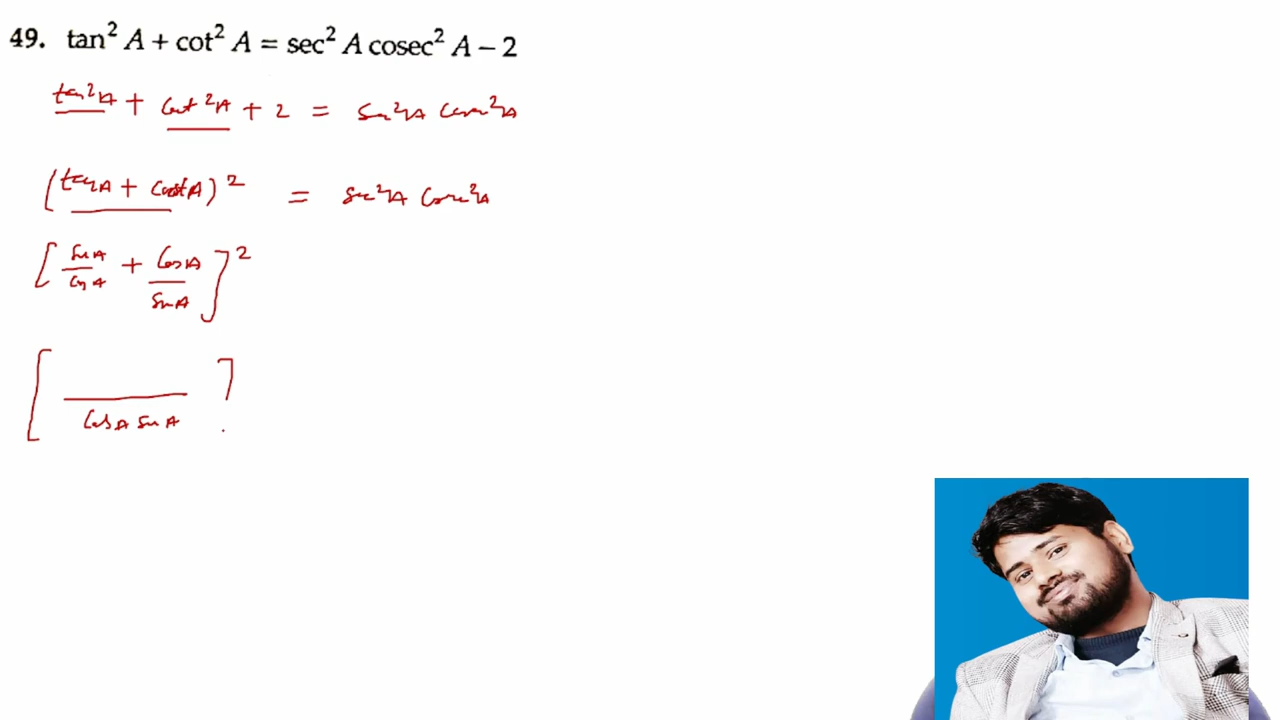 49. tan² A + cot² A = sec² A cosec² A – 2
tan²A + cot²A + 2 = sec²A cosec²A
(tanA + cotA)² = sec²A cosec²A
[sinA/cosA + cosA/sinA]²
[ /cosA sinA ]